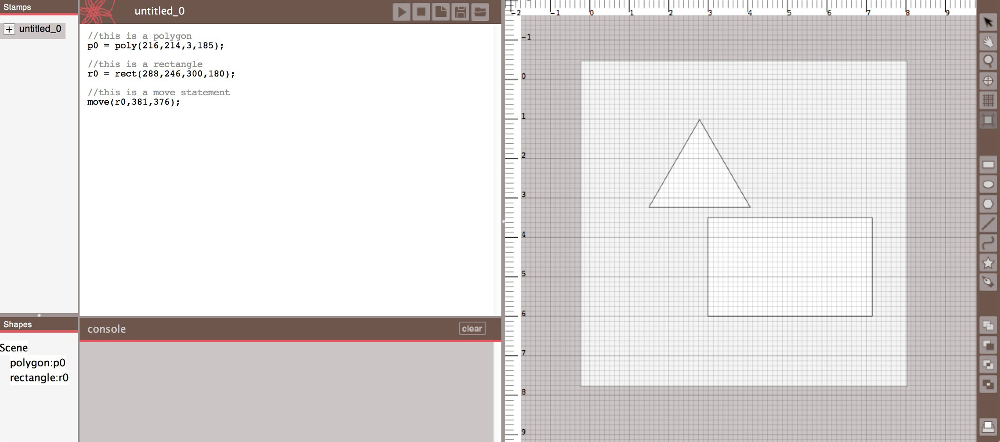 Stamps
untitled_0
untitled_0
//this is a polygon
p0 = poly(216,214,3,185);
//this is a rectangle
r0 = rect(288,246,300,180);
//this is a move statement
move(r0,381,376);
console
clear
Shapes
Scene
polygon:p0
rectangle:r0
-2 -1 0 1 2 3 4 5 6 7 8 9
-1
0
1
2
3
4
5
6
7
8
9